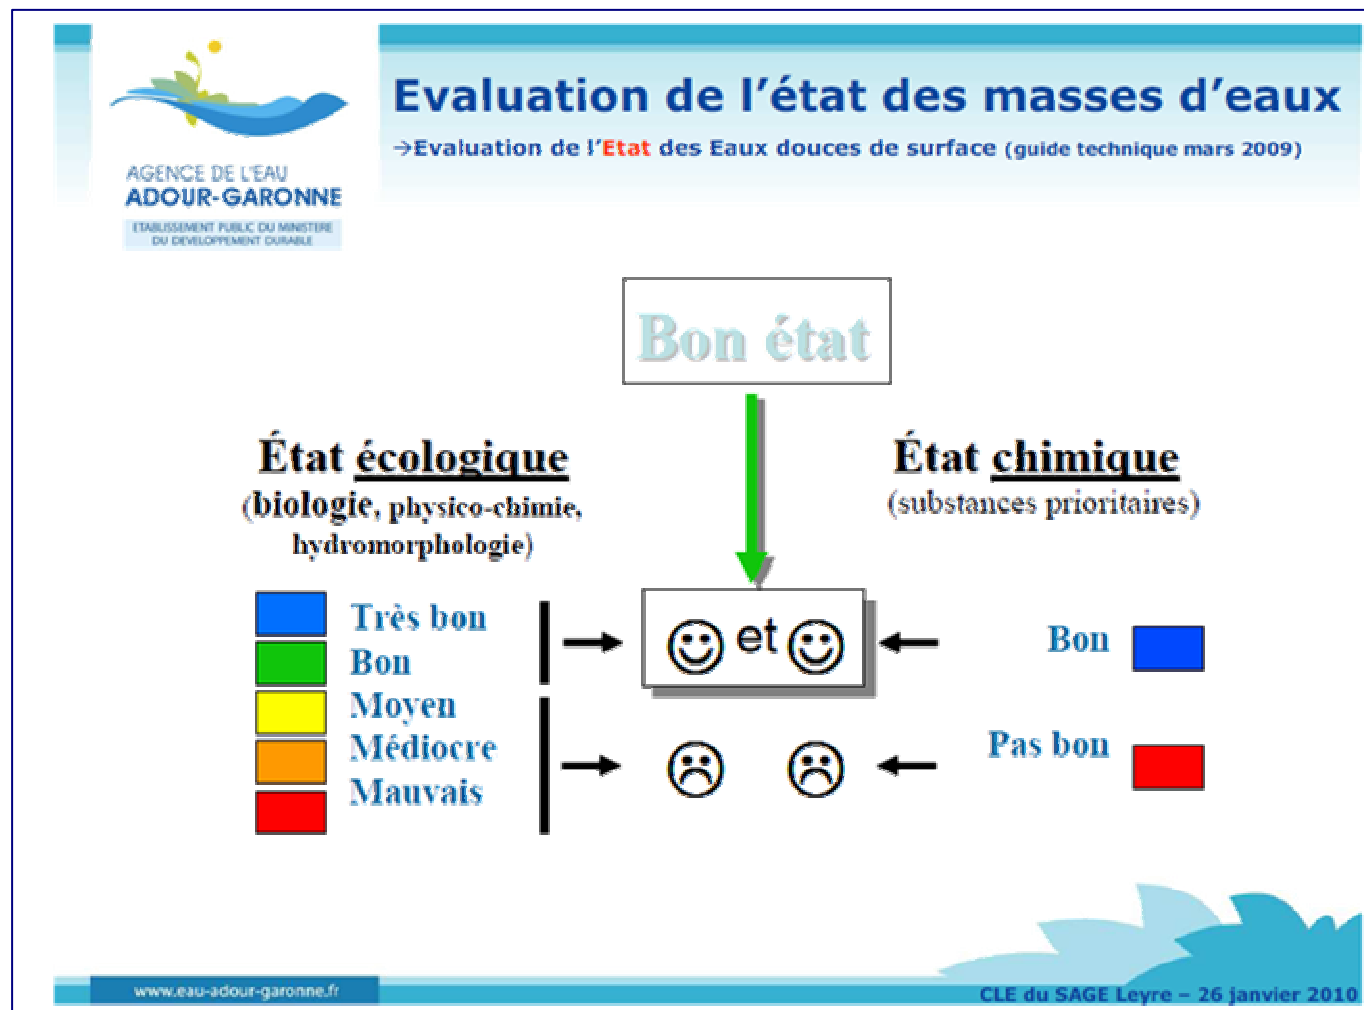 Evaluation de l'état des masses d'eaux
→Evaluation de l'Etat des Eaux douces de surface (guide technique mars 2009)
AGENCE DE L'EAU
ADOUR-GARONNE
ETABLISSEMENT PUBLIC DU MINISTERE
DU DEVELOPPEMENT DURABLE
Bon état
État écologique
(biologie, physico-chimie,
hydromorphologie)
État chimique
(substances prioritaires)
Très bon
Bon
Moyen
Médiocre
Mauvais
et
Bon
Pas bon
www.eau-adour-garonne.fr
CLE du SAGE Leyre – 26 janvier 2010